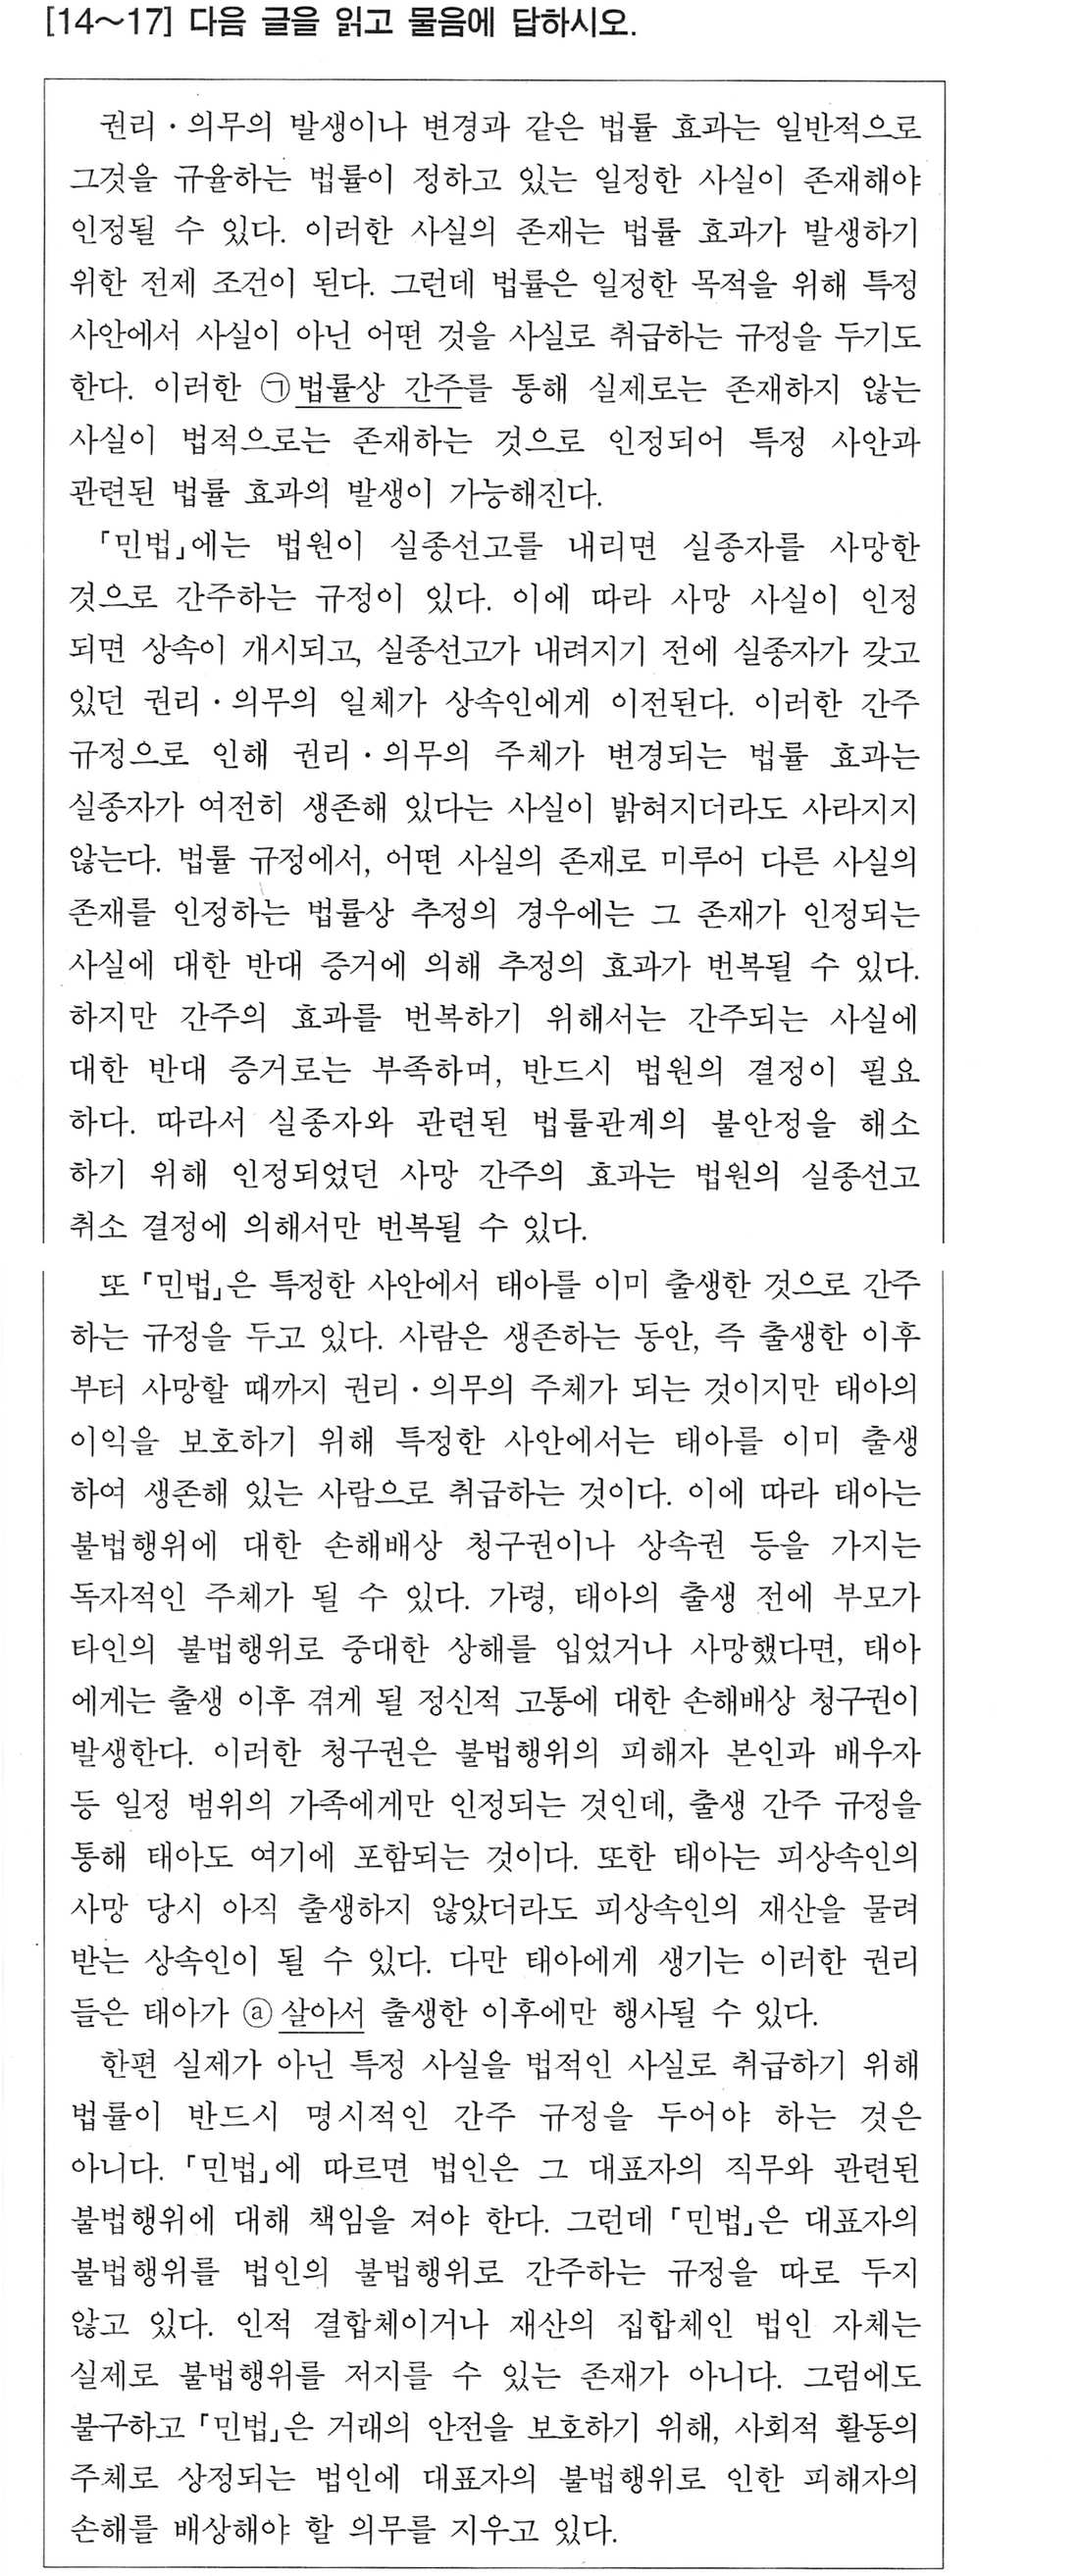 [14～17] 다음 글을 읽고 물음에 답하시오.
권리・의무의 발생이나 변경과 같은 법률 효과는 일반적으로
그것을 규율하는 법률이 정하고 있는 일정한 사실이 존재해야
인정될 수 있다. 이러한 사실의 존재는 법률 효과가 발생하기
위한 전제 조건이 된다. 그런데 법률은 일정한 목적을 위해 특정
사안에서 사실이 아닌 어떤 것을 사실로 취급하는 규정을 두기도
한다. 이러한 ㉠법률상 간주를 통해 실제로는 존재하지 않는
사실이 법적으로는 존재하는 것으로 인정되어 특정 사안과
관련된 법률 효과의 발생이 가능해진다.
「민법」에는 법원이 실종선고를 내리면 실종자를 사망한
것으로 간주하는 규정이 있다. 이에 따라 사망 사실이 인정
되면 상속이 개시되고, 실종선고가 내려지기 전에 실종자가 갖고
있던 권리・의무의 일체가 상속인에게 이전된다. 이러한 간주
규정으로 인해 권리・의무의 주체가 변경되는 법률 효과는
실종자가 여전히 생존해 있다는 사실이 밝혀지더라도 사라지지
않는다. 법률 규정에서, 어떤 사실의 존재로 미루어 다른 사실의
존재를 인정하는 법률상 추정의 경우에는 그 존재가 인정되는
사실에 대한 반대 증거에 의해 추정의 효과가 번복될 수 있다.
하지만 간주의 효과를 번복하기 위해서는 간주되는 사실에
대한 반대 증거로는 부족하며, 반드시 법원의 결정이 필요
하다. 따라서 실종자와 관련된 법률관계의 불안정을 해소
하기 위해 인정되었던 사망 간주의 효과는 법원의 실종선고
취소 결정에 의해서만 번복될 수 있다.
또 「민법」은 특정한 사안에서 태아를 이미 출생한 것으로 간주
하는 규정을 두고 있다. 사람은 생존하는 동안, 즉 출생한 이후
부터 사망할 때까지 권리・의무의 주체가 되는 것이지만 태아의
이익을 보호하기 위해 특정한 사안에서는 태아를 이미 출생
하여 생존해 있는 사람으로 취급하는 것이다. 이에 따라 태아는
불법행위에 대한 손해배상 청구권이나 상속권 등을 가지는
독자적인 주체가 될 수 있다. 가령, 태아의 출생 전에 부모가
타인의 불법행위로 중대한 상해를 입었거나 사망했다면, 태아
에게는 출생 이후 겪게 될 정신적 고통에 대한 손해배상 청구권이
발생한다. 이러한 청구권은 불법행위의 피해자 본인과 배우자
등 일정 범위의 가족에게만 인정되는 것인데, 출생 간주 규정을
통해 태아도 여기에 포함되는 것이다. 또한 태아는 피상속인의
사망 당시 아직 출생하지 않았더라도 피상속인의 재산을 물려
받는 상속인이 될 수 있다. 다만 태아에게 생기는 이러한 권리
들은 태아가 ⓐ살아서 출생한 이후에만 행사될 수 있다.
한편 실제가 아닌 특정 사실을 법적인 사실로 취급하기 위해
법률이 반드시 명시적인 간주 규정을 두어야 하는 것은
아니다. 「민법」에 따르면 법인은 그 대표자의 직무와 관련된
불법행위에 대해 책임을 져야 한다. 그런데 「민법」은 대표자의
불법행위를 법인의 불법행위로 간주하는 규정을 따로 두지
않고 있다. 인적 결합체이거나 재산의 집합체인 법인 자체는
실제로 불법행위를 저지를 수 있는 존재가 아니다. 그럼에도
불구하고 「민법」은 거래의 안전을 보호하기 위해, 사회적 활동의
주체로 상정되는 법인에 대표자의 불법행위로 인한 피해자의
손해를 배상해야 할 의무를 지우고 있다.